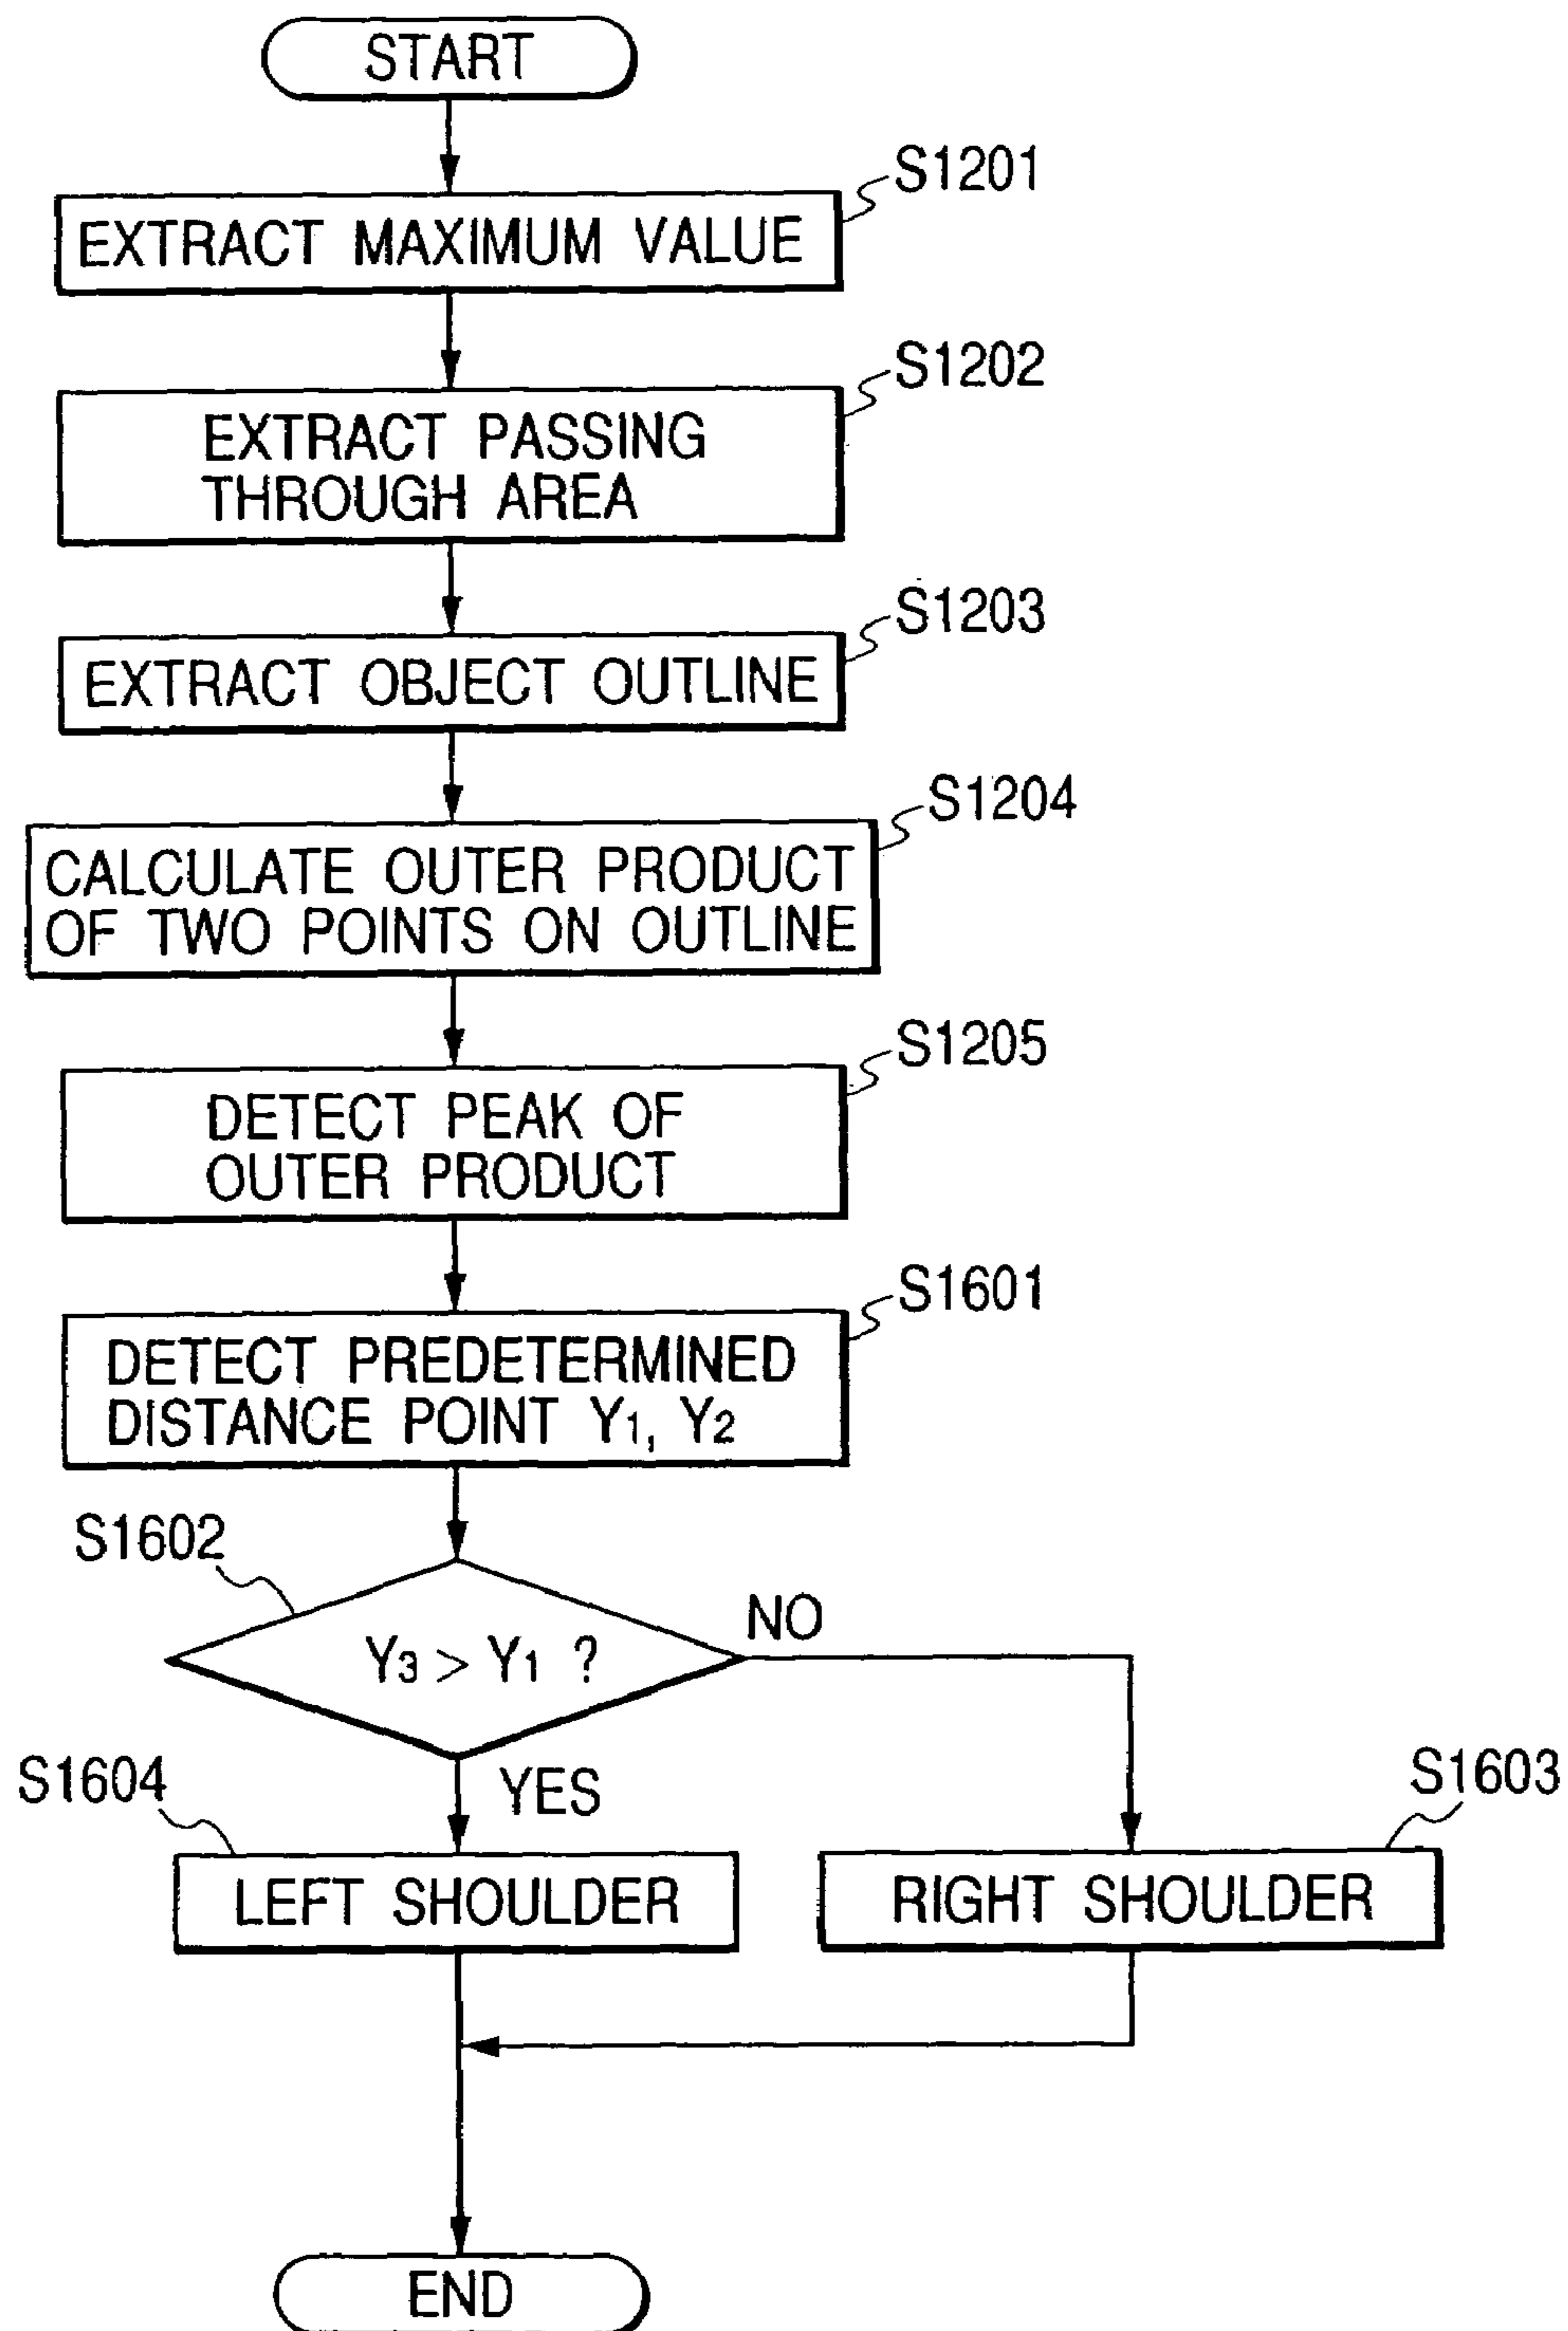 START
S1201
EXTRACT MAXIMUM VALUE
S1202
EXTRACT PASSING
THROUGH AREA
S1203
EXTRACT OBJECT OUTLINE
S1204
CALCULATE OUTER PRODUCT
OF TWO POINTS ON OUTLINE
S1205
DETECT PEAK OF
OUTER PRODUCT
S1601
DETECT PREDETERMINED
DISTANCE POINT Y1, Y2
S1602
Y3 > Y1 ?
NO
YES
S1604
LEFT SHOULDER
S1603
RIGHT SHOULDER
END